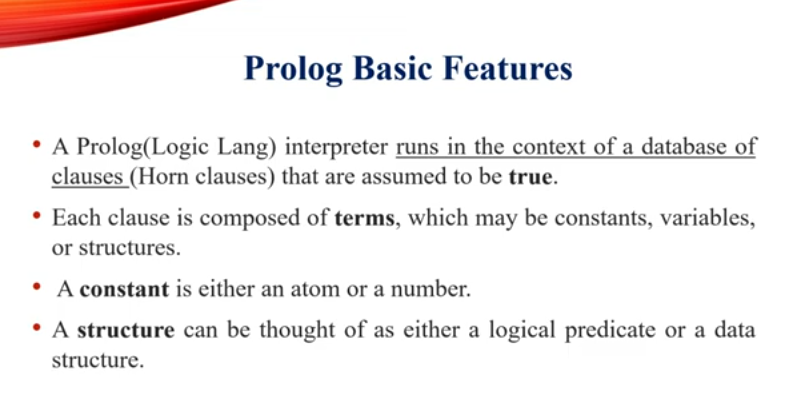 Prolog Basic Features
• A Prolog(Logic Lang) interpreter runs in the context of a database of
clauses (Horn clauses) that are assumed to be true.
• Each clause is composed of terms, which may be constants, variables,
or structures.
• A constant is either an atom or a number.
• A structure can be thought of as either a logical predicate or a data
structure.